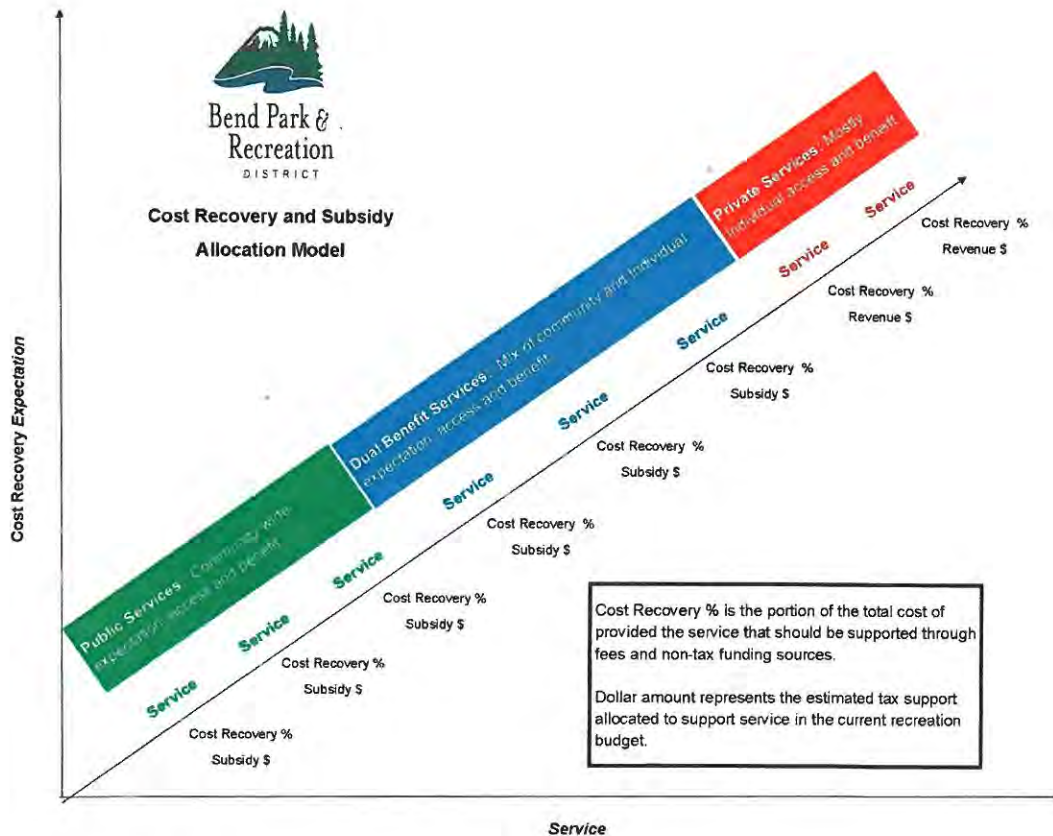 Bend Park &
Recreation
DISTRICT
Cost Recovery and Subsidy
Allocation Model
Cost Recovery Expectation
Private Services: Mostly
Individual access and benefit
Dual Benefit Services: Mix of community and Individual
expectation, access and benefit
Public Services: Community-wide
expectation, access and benefit
Service
Service
Service
Service
Service
Service
Service
Service
Cost Recovery %
Revenue $
Cost Recovery %
Revenue $
Cost Recovery %
Subsidy $
Cost Recovery %
Subsidy $
Cost Recovery %
Subsidy $
Cost Recovery %
Subsidy $
Cost Recovery %
Subsidy $
Cost Recovery %
Subsidy $
Cost Recovery % is the portion of the total cost of
provided the service that should be supported through
fees and non-tax funding sources.
Dollar amount represents the estimated tax support
allocated to support service in the current recreation
budget.
Service